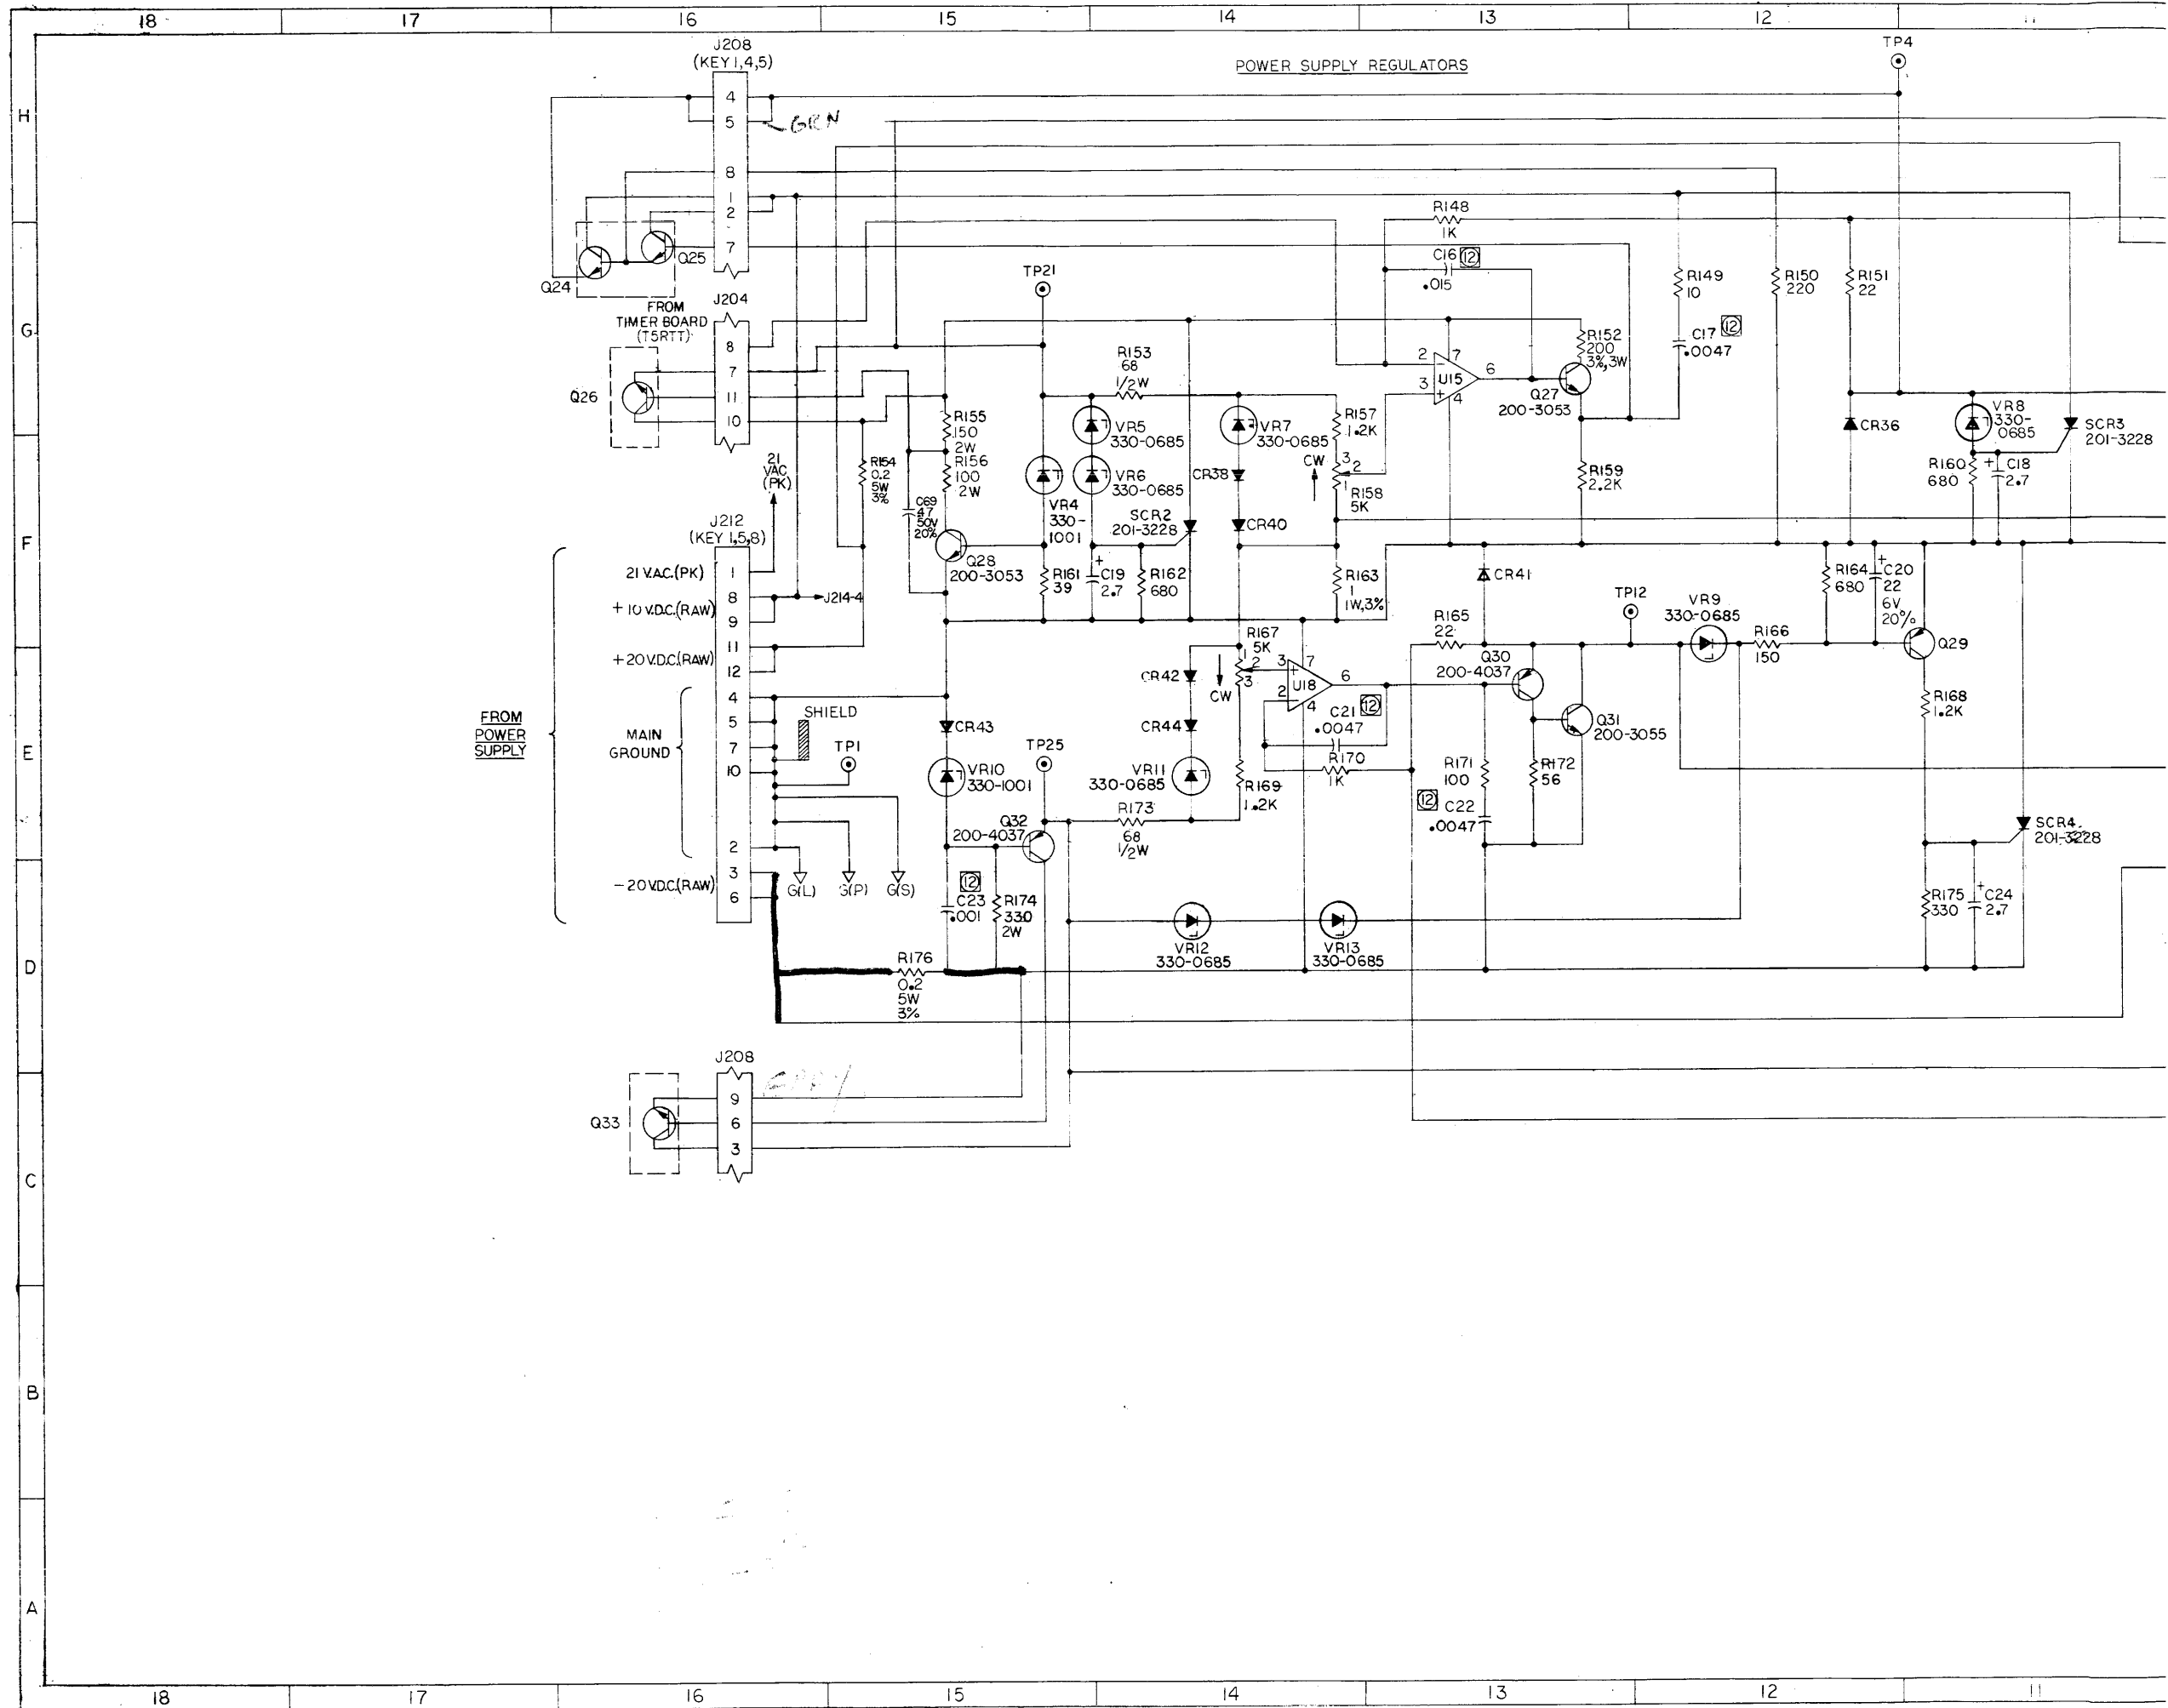 18 17 16 15 14 13 12 11
H
G
F
E
D
C
B
A
POWER SUPPLY REGULATORS
J208
(KEY 1,4,5)
4
5
GRN
8
1
2
7
Q24
Q25
TP4
R148
1K
C16 12
.015
R149
10
R150
220
R151
22
C17 12
.0047
TP21
FROM
TIMER BOARD
(T5RTT)
J204
8
7
11
10
Q26
R153
68
1/2W
2
3
7
U15
6
4
R152
200
3%,3W
Q27
200-3053
R155
150
2W
R156
100
2W
VR5
330-0685
VR7
330-0685
R157
1.2K
CR36
VR8
330-
0685
SCR3
201-3228
21
VAC
(PK)
R154
0.2
5W
3%
C69
47
50V
20%
VR4
330-
1001
VR6
330-0685
CR38
CW
3
2
1
R158
5K
R159
2.2K
R160
680
+
C18
2.7
SCR2
201-3228
CR40
J212
(KEY 1,5,8)
21 V.A.C.(PK)
1
+10 V.D.C.(RAW)
8
9
J214-4
+20V.D.C.(RAW)
11
12
Q28
200-3053
R161
39
+
C19
2.7
R162
680
R163
1
1W,3%
CR41
R164
680
+
C20
22
6V
20%
TP12
VR9
330-0685
R165
22
R166
150
Q29
R167
5K
1
2
3
CW
3
2
7
U18
6
4
Q30
200-4037
CR42
CR44
C21 12
.0047
R170
1K
Q31
200-3055
R168
1.2K
FROM
POWER
SUPPLY
MAIN
GROUND
4
5
7
10
2
SHIELD
TP1
CR43
VR10
330-1001
TP25
VR11
330-0685
R169
1.2K
R171
100
R172
56
12 C22
.0047
Q32
200-4037
R173
68
1/2W
SCR4
201-3228
-20V.D.C.(RAW)
3
6
G(L)
G(P)
G(S)
12
C23
.001
R174
330
2W
VR12
330-0685
VR13
330-0685
R175
330
+
C24
2.7
R176
0.2
5W
3%
J208
9
6
3
Q33
18 17 16 15 14 13 12 11